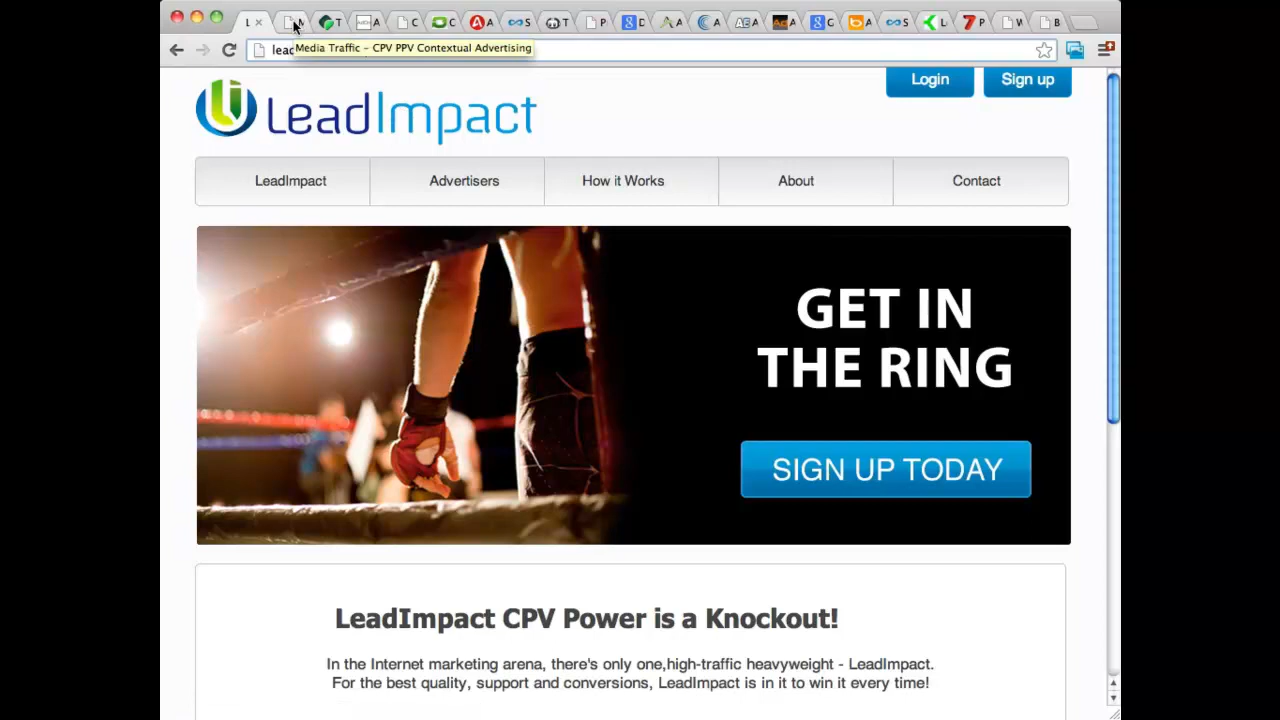 L
M
T
A
C
C
A
S
T
P
D
A
A
A
A
C
A
S
L
P
W
B
lead
Media Traffic – CPV PPV Contextual Advertising
Login
Sign up
LeadImpact
LeadImpact
Advertisers
How it Works
About
Contact
GET IN
THE RING
SIGN UP TODAY
LeadImpact CPV Power is a Knockout!
In the Internet marketing arena, there's only one,high-traffic heavyweight - LeadImpact.
For the best quality, support and conversions, LeadImpact is in it to win it every time!